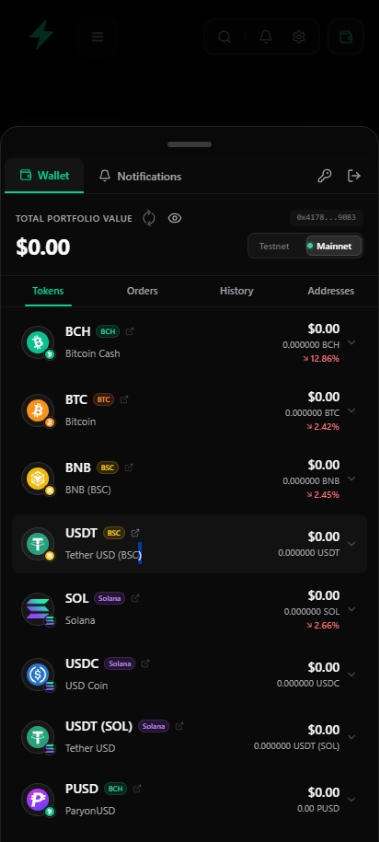 Wallet
Notifications
TOTAL PORTFOLIO VALUE
0x4178...9083
$0.00
Testnet
Mainnet
Tokens
Orders
History
Addresses
BCH BCH
$0.00
Bitcoin Cash
0.000000 BCH
12.86%
BTC BTC
$0.00
Bitcoin
0.000000 BTC
2.42%
BNB BSC
$0.00
BNB (BSC)
0.000000 BNB
2.45%
USDT BSC
$0.00
Tether USD (BSC)
0.000000 USDT
SOL Solana
$0.00
Solana
0.000000 SOL
2.66%
USDC Solana
$0.00
USD Coin
0.000000 USDC
USDT (SOL) Solana
$0.00
Tether USD
0.000000 USDT (SOL)
PUSD BCH
$0.00
ParyonUSD
0.00 PUSD